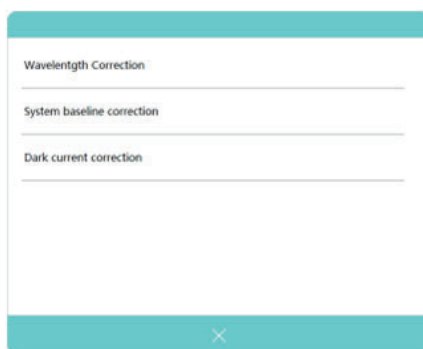 Wavelentgth Correction
System baseline correction
Dark current correction